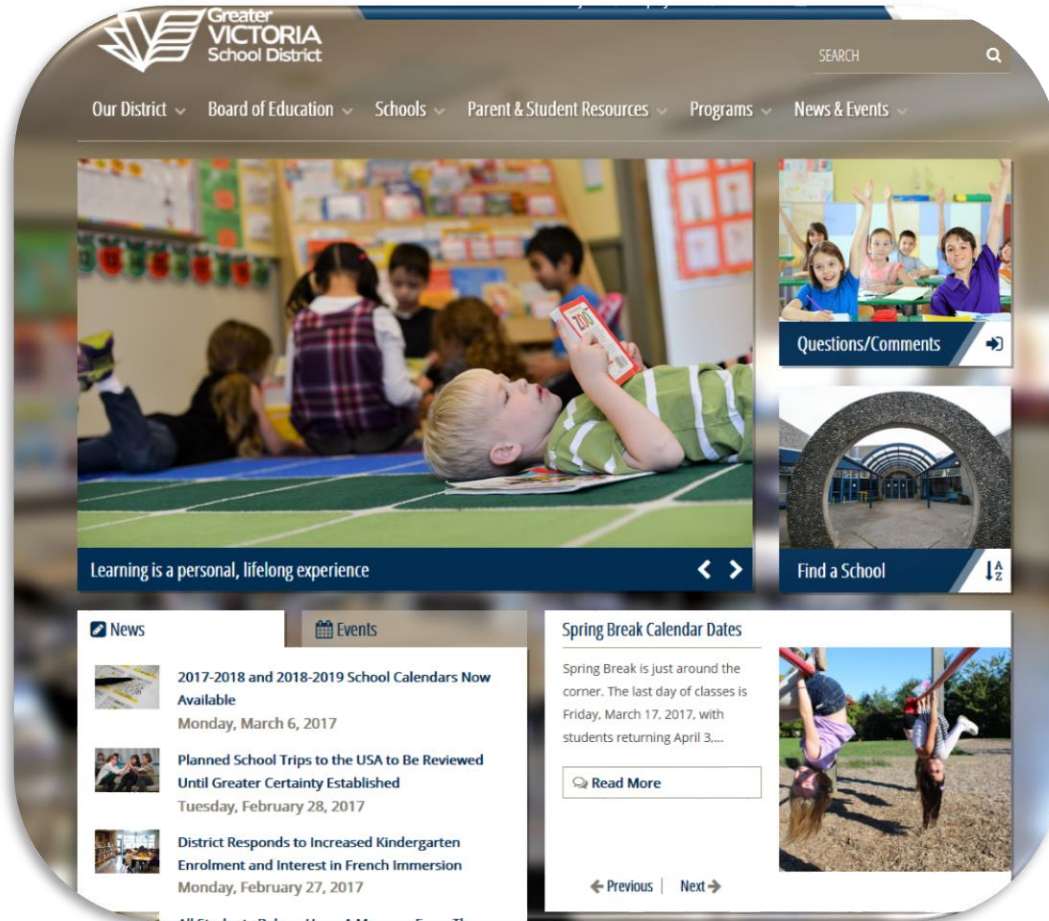 Greater
VICTORIA
School District
SEARCH
Our District Board of Education Schools Parent & Student Resources Programs News & Events
ZOO
Questions/Comments
Learning is a personal, lifelong experience
Find a School
A
Z
News
Events
2017-2018 and 2018-2019 School Calendars Now
Available
Monday, March 6, 2017
Planned School Trips to the USA to Be Reviewed
Until Greater Certainty Established
Tuesday, February 28, 2017
District Responds to Increased Kindergarten
Enrolment and Interest in French Immersion
Monday, February 27, 2017
Spring Break Calendar Dates
Spring Break is just around the
corner. The last day of classes is
Friday, March 17, 2017, with
students returning April 3,...
Read More
Previous Next